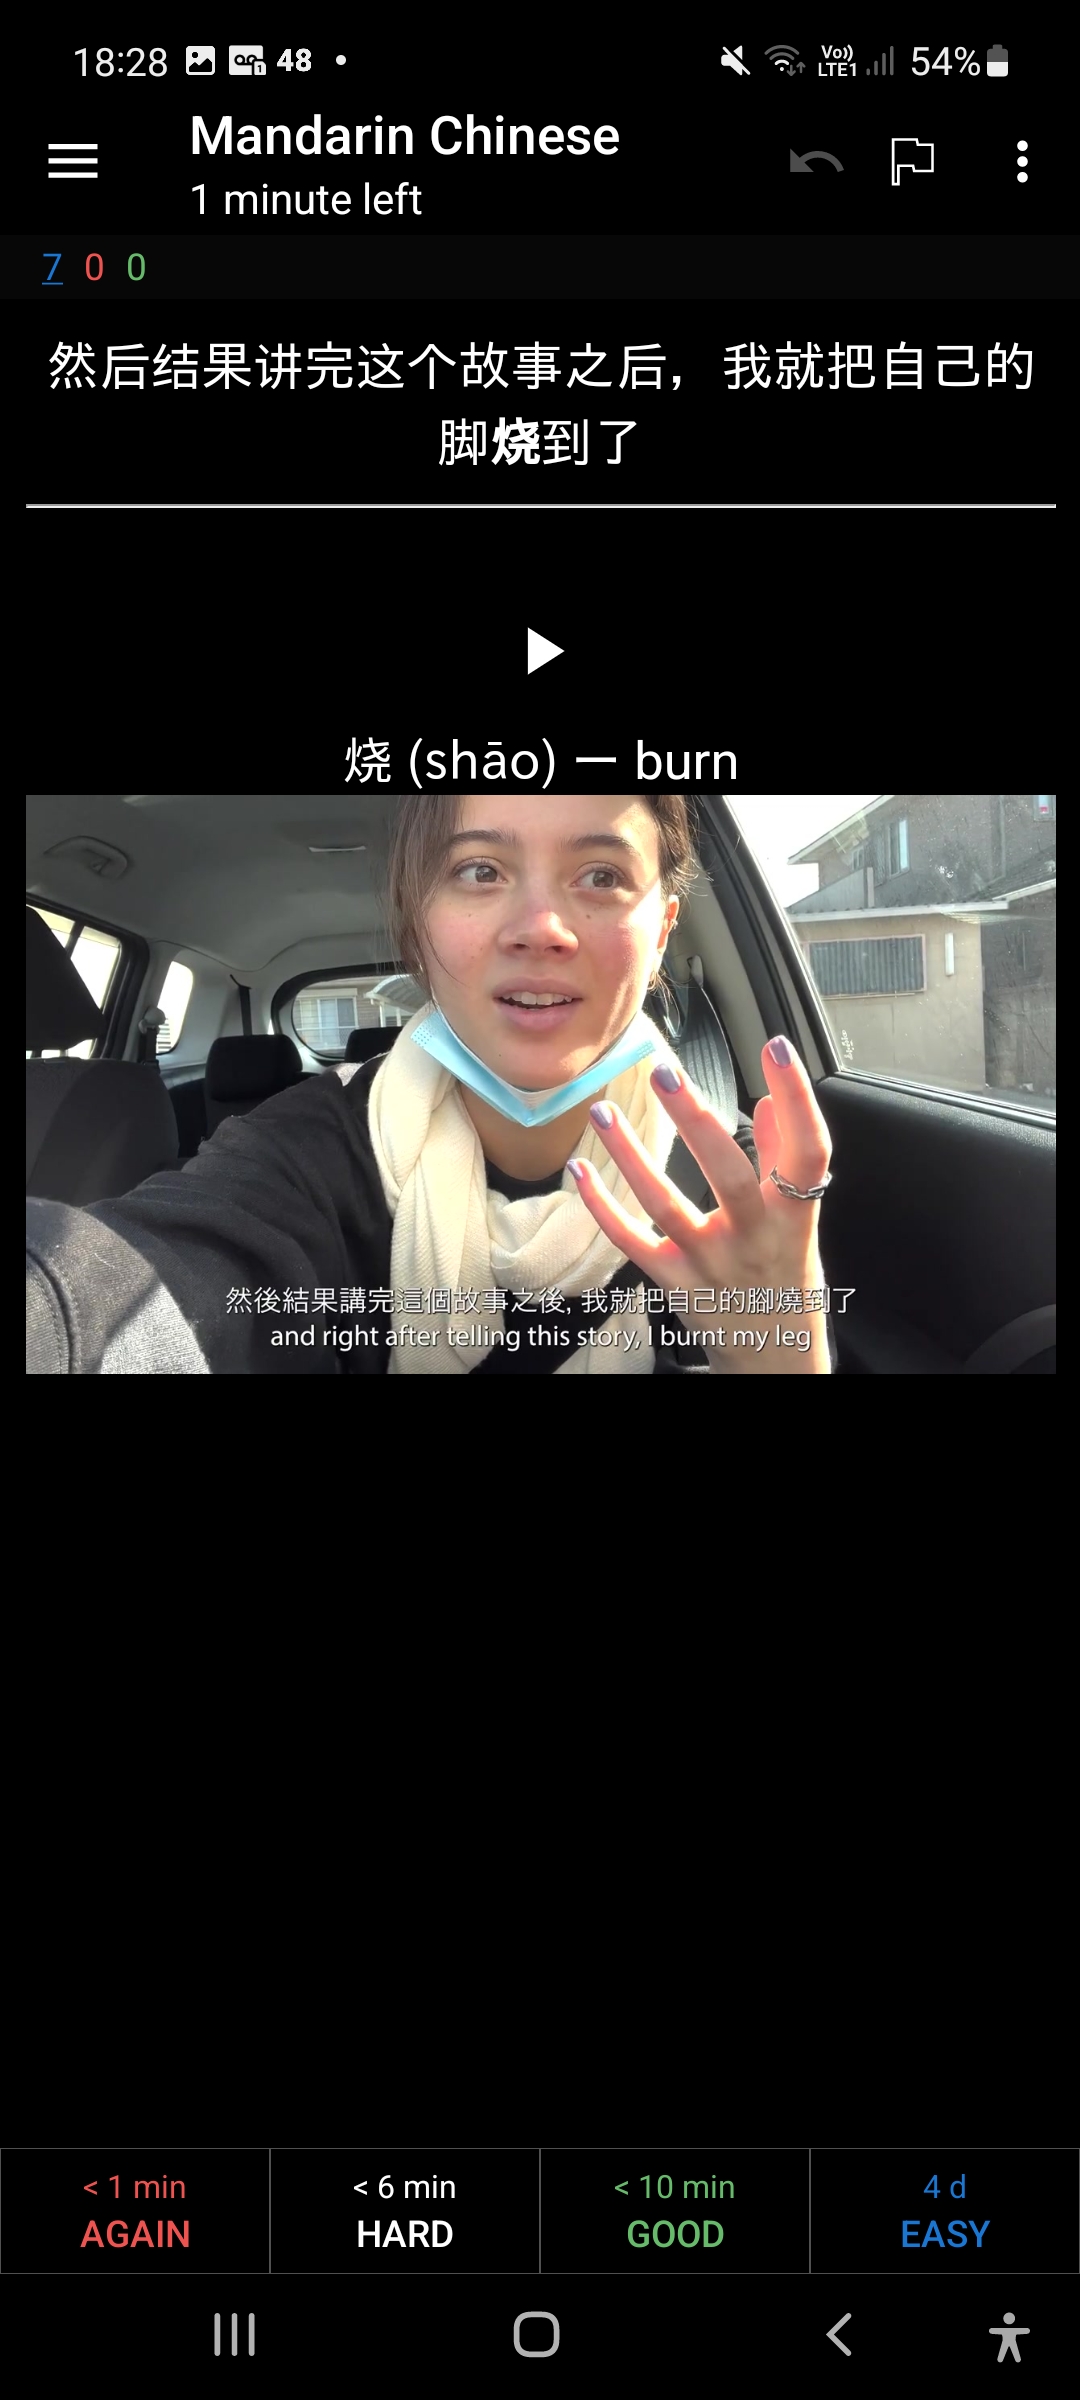 18:28 48
Vo)) LTE1 54%
Mandarin Chinese
1 minute left
7 0 0
然后结果讲完这个故事之后，我就把自己的
脚烧到了
烧 (shāo) 一 burn
然後結果講完這個故事之後, 我就把自己的腳燒到了
and right after telling this story, I burnt my leg
< 1 min < 6 min < 10 min 4 d
AGAIN HARD GOOD EASY